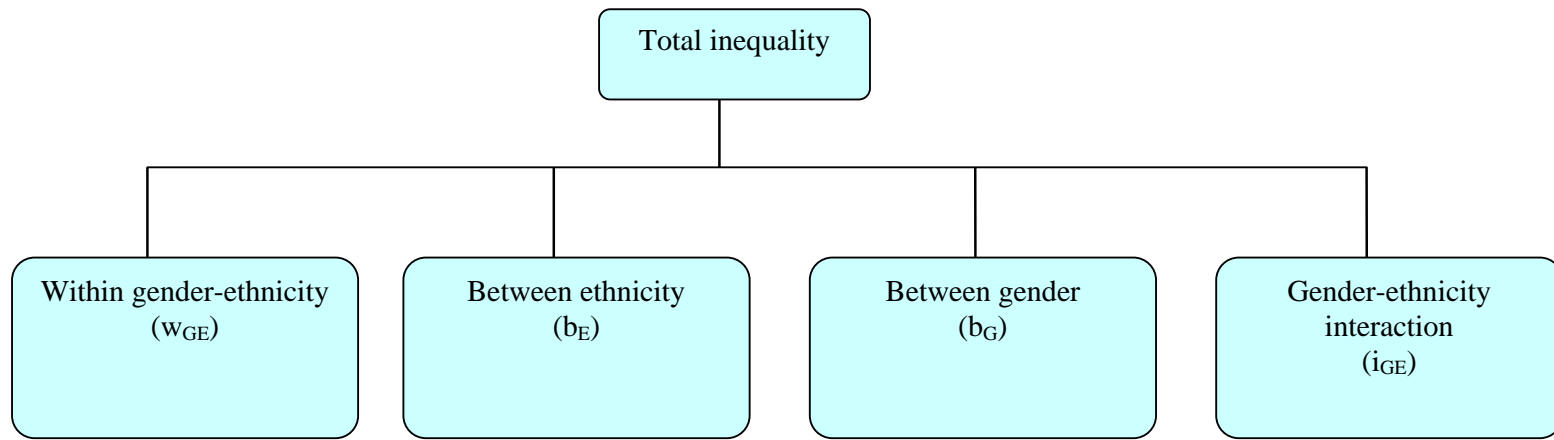 Total inequality
Within gender-ethnicity
(wGE)
Between ethnicity
(bE)
Between gender
(bG)
Gender-ethnicity
interaction
(iGE)